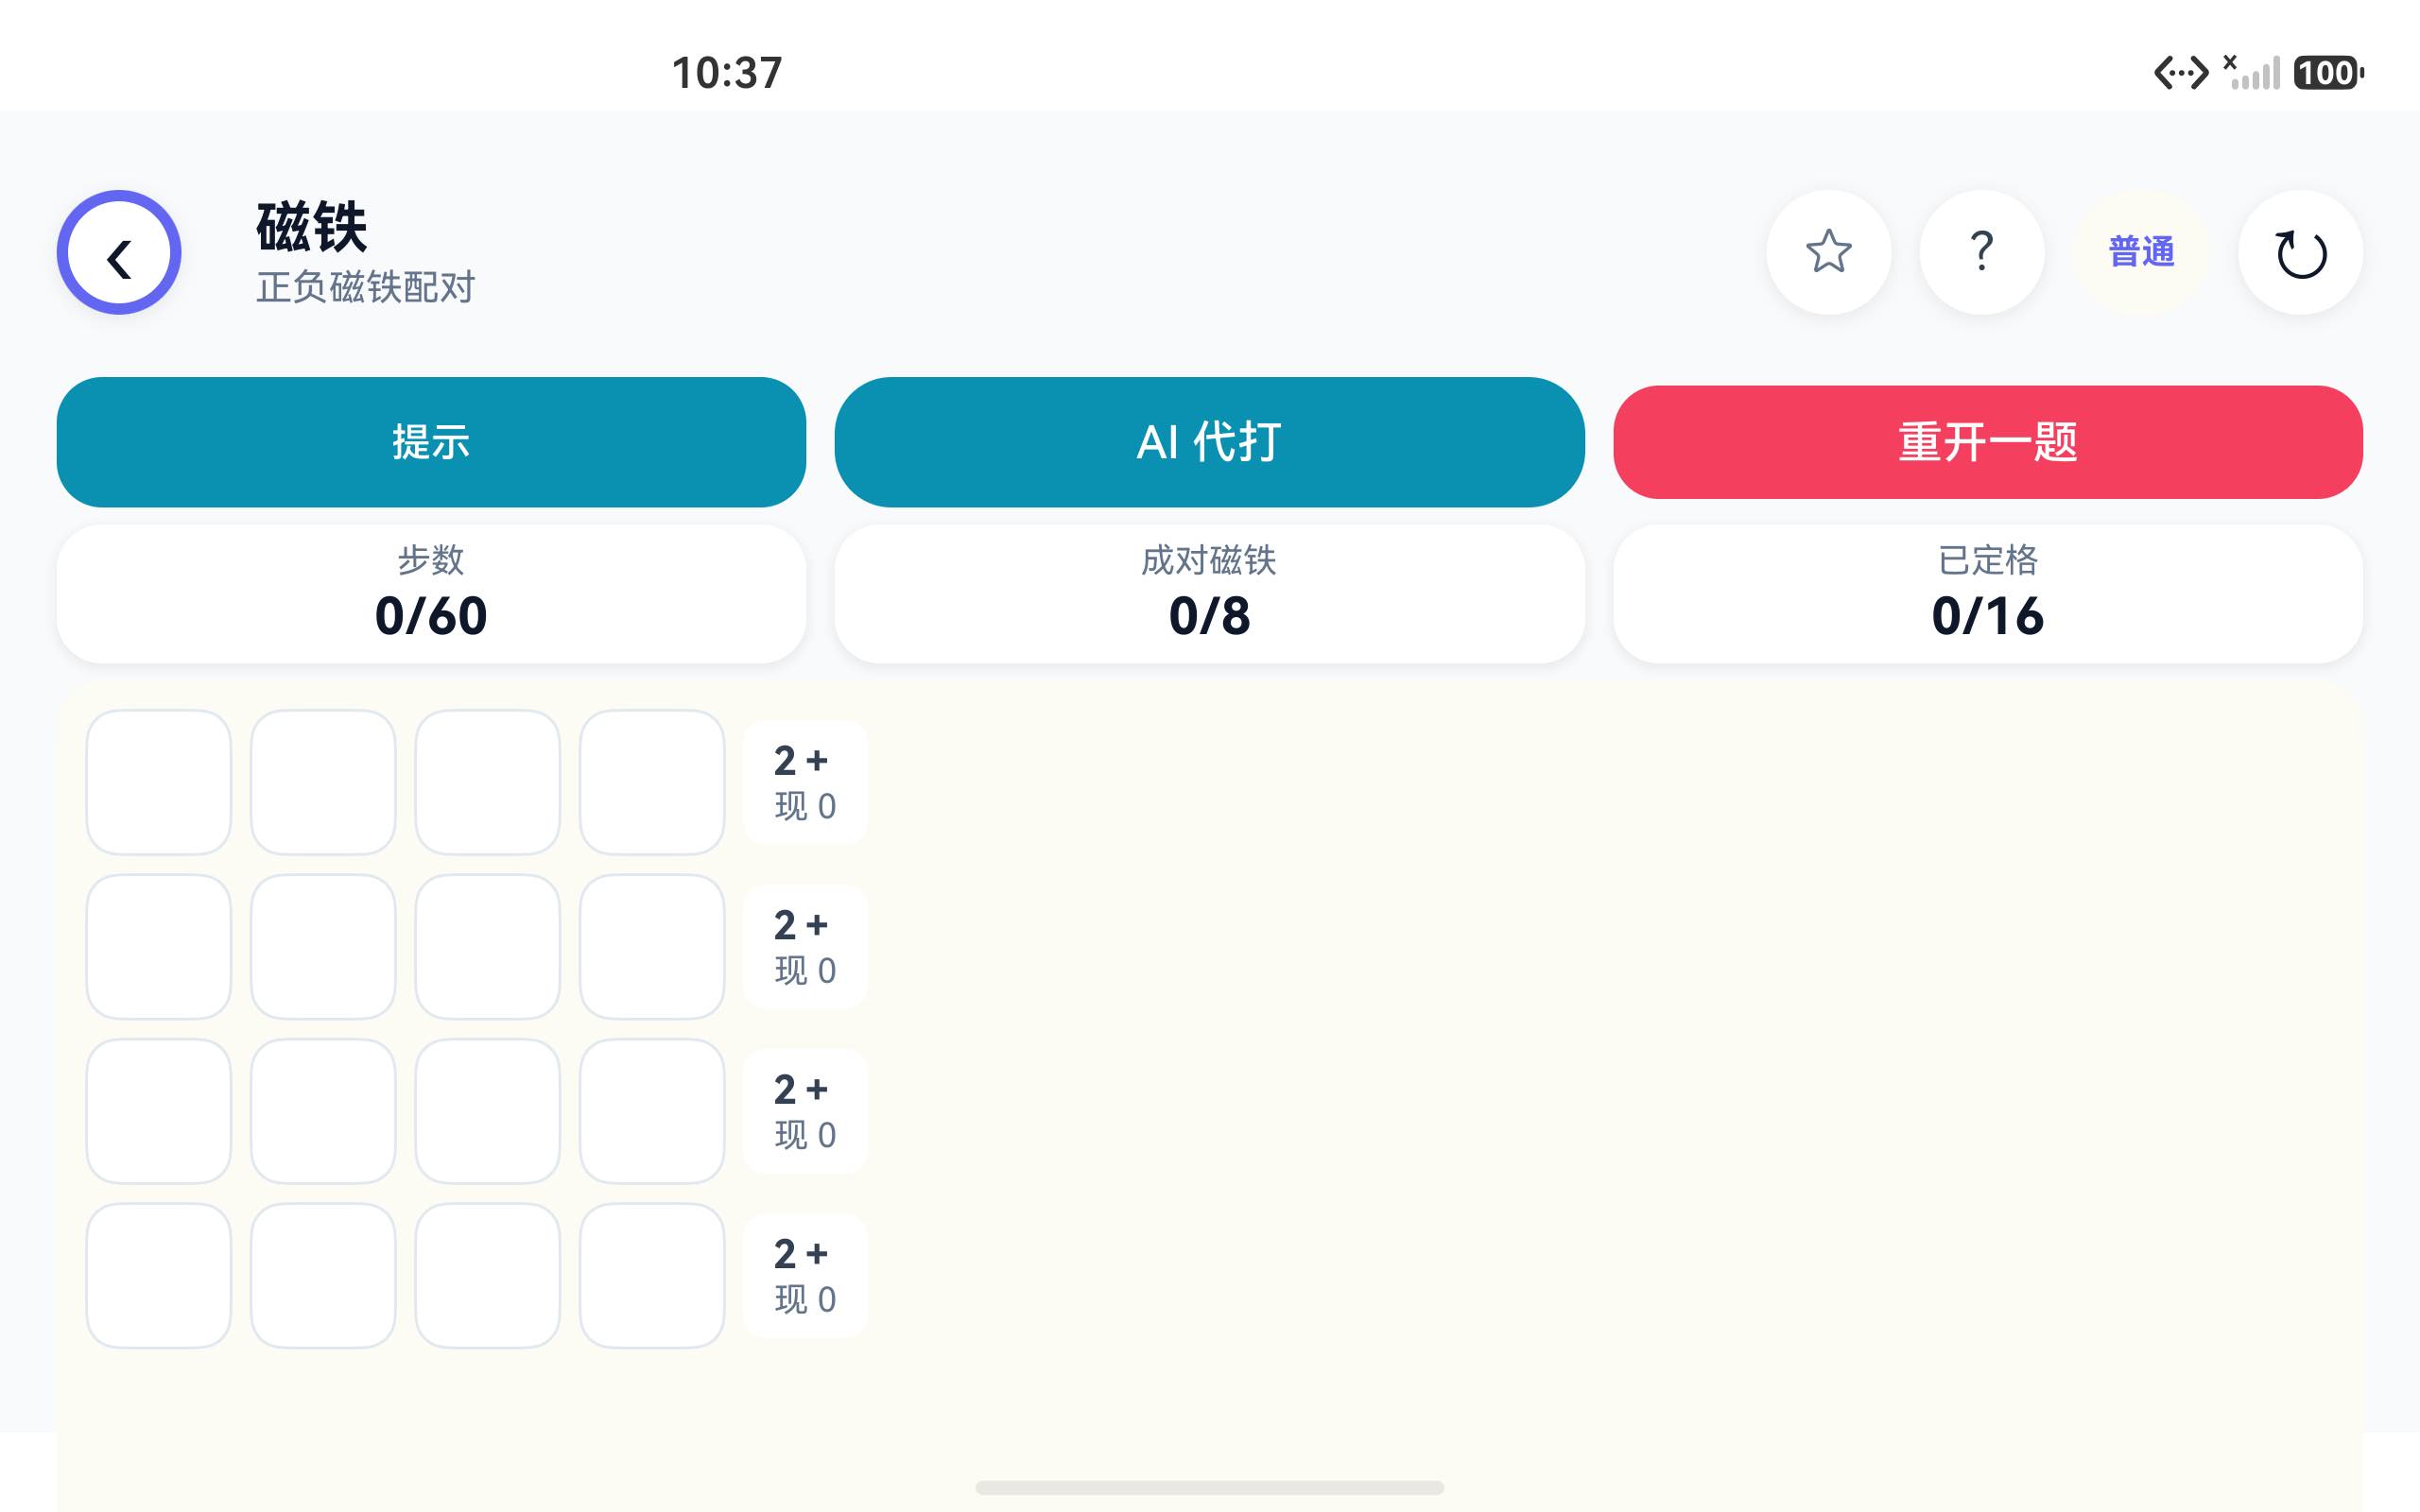 10:37
100
磁铁
正负磁铁配对
?
普通
提示
AI 代打
重开一题
步数
0/60
成对磁铁
0/8
已定格
0/16
2 +
现 0
2 +
现 0
2 +
现 0
2 +
现 0